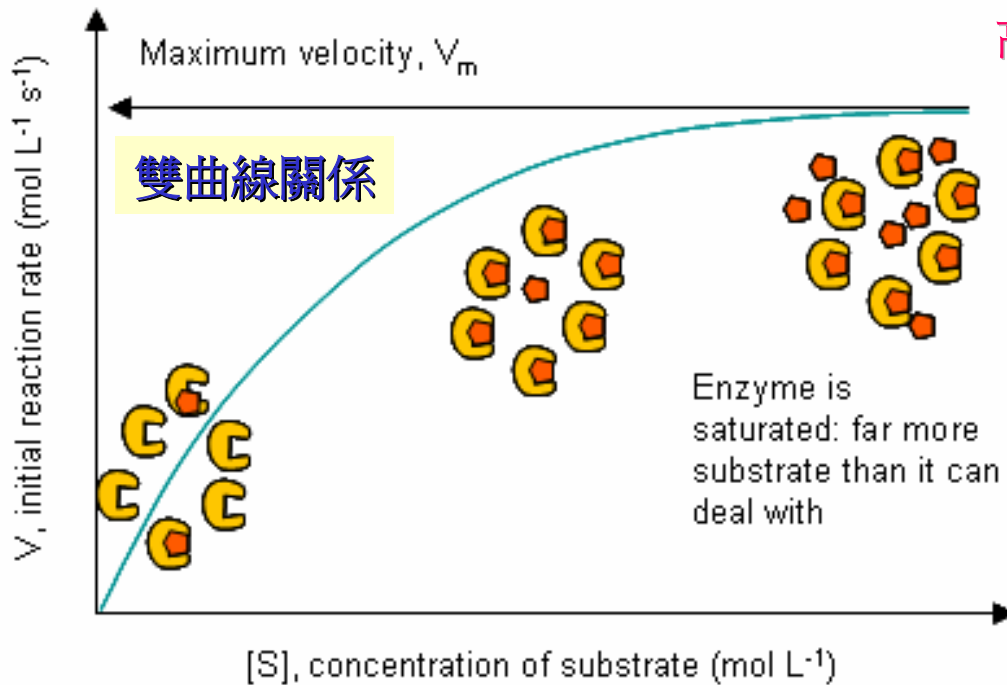 Maximum velocity, Vm
雙曲線關係
V, initial reaction rate (mol L-1 s-1)
Enzyme is
saturated: far more
substrate than it can
deal with
[S], concentration of substrate (mol L-1)